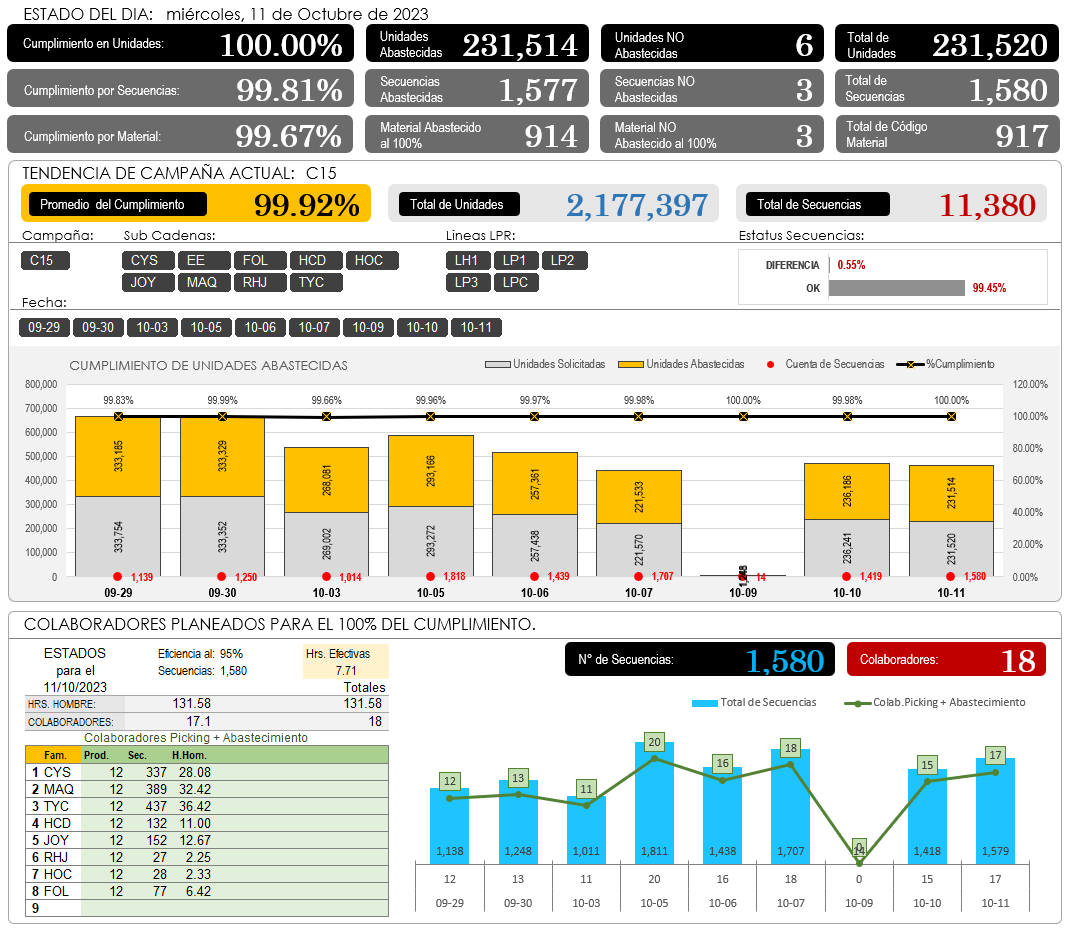 ESTADO DEL DIA: miércoles, 11 de Octubre de 2023
Cumplimiento en Unidades: 100.00%
Unidades Abastecidas 231,514
Unidades NO Abastecidas 6
Total de Unidades 231,520
Cumplimiento por Secuencias: 99.81%
Secuencias Abastecidas 1,577
Secuencias NO Abastecidas 3
Total de Secuencias 1,580
Cumplimiento por Material: 99.67%
Material Abastecido al 100% 914
Material NO Abastecido al 100% 3
Total de Código Material 917
TENDENCIA DE CAMPAÑA ACTUAL: C15
Promedio del Cumplimiento 99.92%
Total de Unidades 2,177,397
Total de Secuencias 11,380
Campaña: Sub Cadenas: Lineas LPR: Estatus Secuencias:
C15 CYS EE FOL HCD HOC LH1 LP1 LP2
JOY MAQ RHJ TYC LP3 LPC
DIFERENCIA 0.55%
OK 99.45%
Fecha:
09-29 09-30 10-03 10-05 10-06 10-07 10-09 10-10 10-11
CUMPLIMIENTO DE UNIDADES ABASTECIDAS
Unidades Solicitadas Unidades Abastecidas Cuenta de Secuencias %Cumplimiento
800,000 120.00%
700,000 100.00%
600,000 80.00%
500,000
400,000 60.00%
300,000 40.00%
200,000
100,000 20.00%
0 0.00%
99.83% 99.99% 99.66% 99.96% 99.97% 99.98% 100.00% 99.98% 100.00%
333,185 333,329 268,081 293,166 257,361 221,533 236,186 231,514
333,754 333,352 269,002 293,272 257,438 221,570 236,241 231,520
1,139 1,250 1,014 1,818 1,439 1,707 14 1,419 1,580
09-29 09-30 10-03 10-05 10-06 10-07 10-09 10-10 10-11
COLABORADORES PLANEADOS PARA EL 100% DEL CUMPLIMIENTO.
ESTADOS para el 11/10/2023
Eficiencia al: 95%
Secuencias: 1,580
Hrs. Efectivas
7.71
Totales
HRS. HOMBRE: 131.58 131.58
COLABORADORES: 17.1 18
Colaboradores Picking + Abastecimiento
Fam. Prod. Sec. H.Hom.
1 CYS 12 337 28.08
2 MAQ 12 389 32.42
3 TYC 12 437 36.42
4 HCD 12 132 11.00
5 JOY 12 152 12.67
6 RHJ 12 27 2.25
7 HOC 12 28 2.33
8 FOL 12 77 6.42
9
N° de Secuencias: 1,580
Colaboradores: 18
Total de Secuencias Colab.Picking + Abastecimiento
12 13 11 20 16 18 0 15 17
1,138 1,248 1,011 1,811 1,438 1,707 14 1,418 1,579
12 13 11 20 16 18 0 15 17
09-29 09-30 10-03 10-05 10-06 10-07 10-09 10-10 10-11